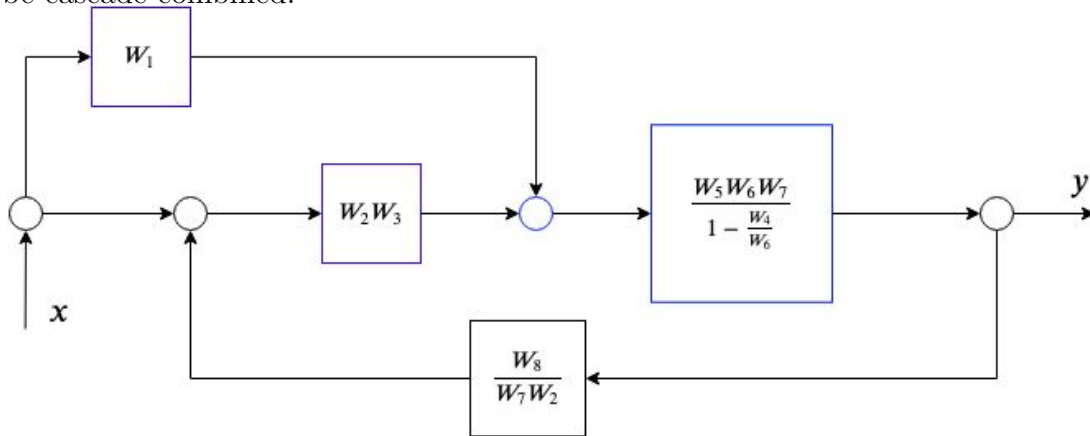 be cascade combined.
W₁
W₂W₃
W₅W₆W₇
1 − W₄
W₆
y
x
W₈
W₇W₂